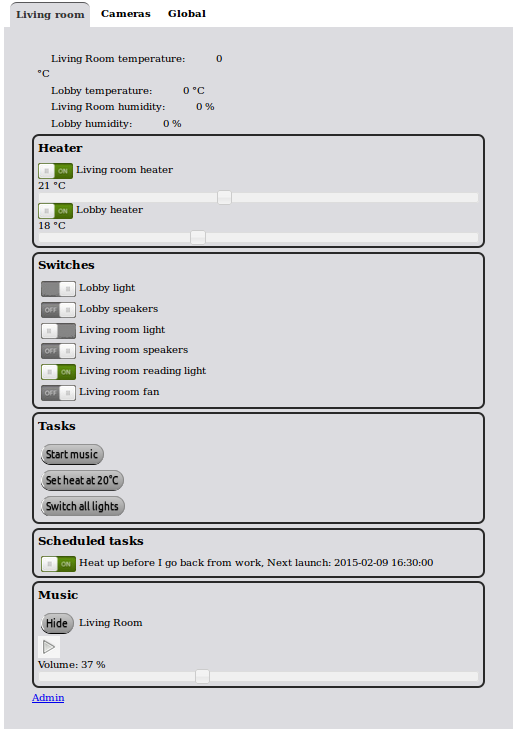 Living room Cameras Global
Living Room temperature: 0
°C
Lobby temperature: 0 °C
Living Room humidity: 0 %
Lobby humidity: 0 %
Heater
ON Living room heater
21 °C
ON Lobby heater
18 °C
Switches
Lobby light
OFF Lobby speakers
Living room light
OFF Living room speakers
ON Living room reading light
OFF Living room fan
Tasks
Start music
Set heat at 20°C
Switch all lights
Scheduled tasks
ON Heat up before I go back from work, Next launch: 2015-02-09 16:30:00
Music
Hide Living Room
Volume: 37 %
Admin